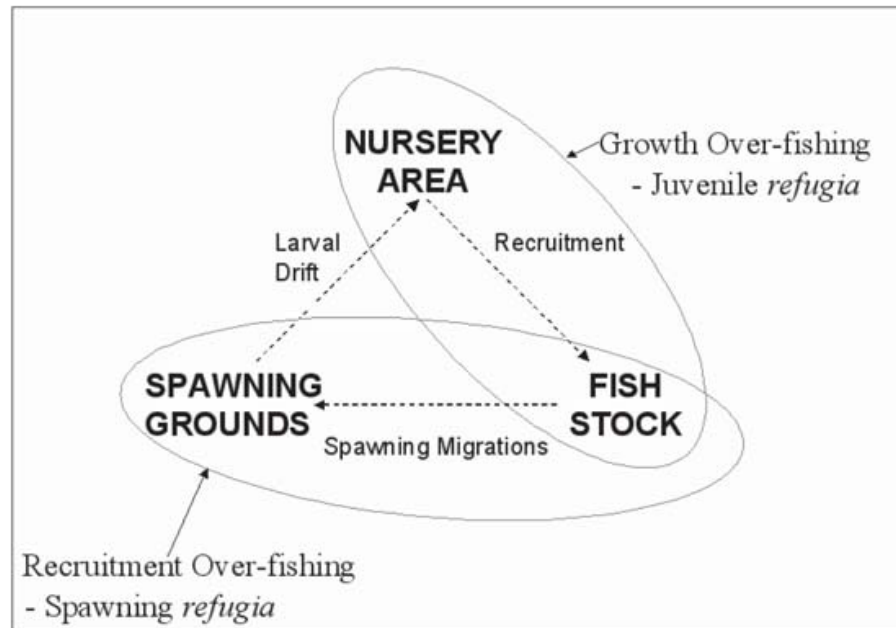 NURSERY
AREA
Growth Over-fishing
- Juvenile refugia
Larval
Drift
Recruitment
SPAWNING
GROUNDS
FISH
STOCK
Spawning Migrations
Recruitment Over-fishing
- Spawning refugia